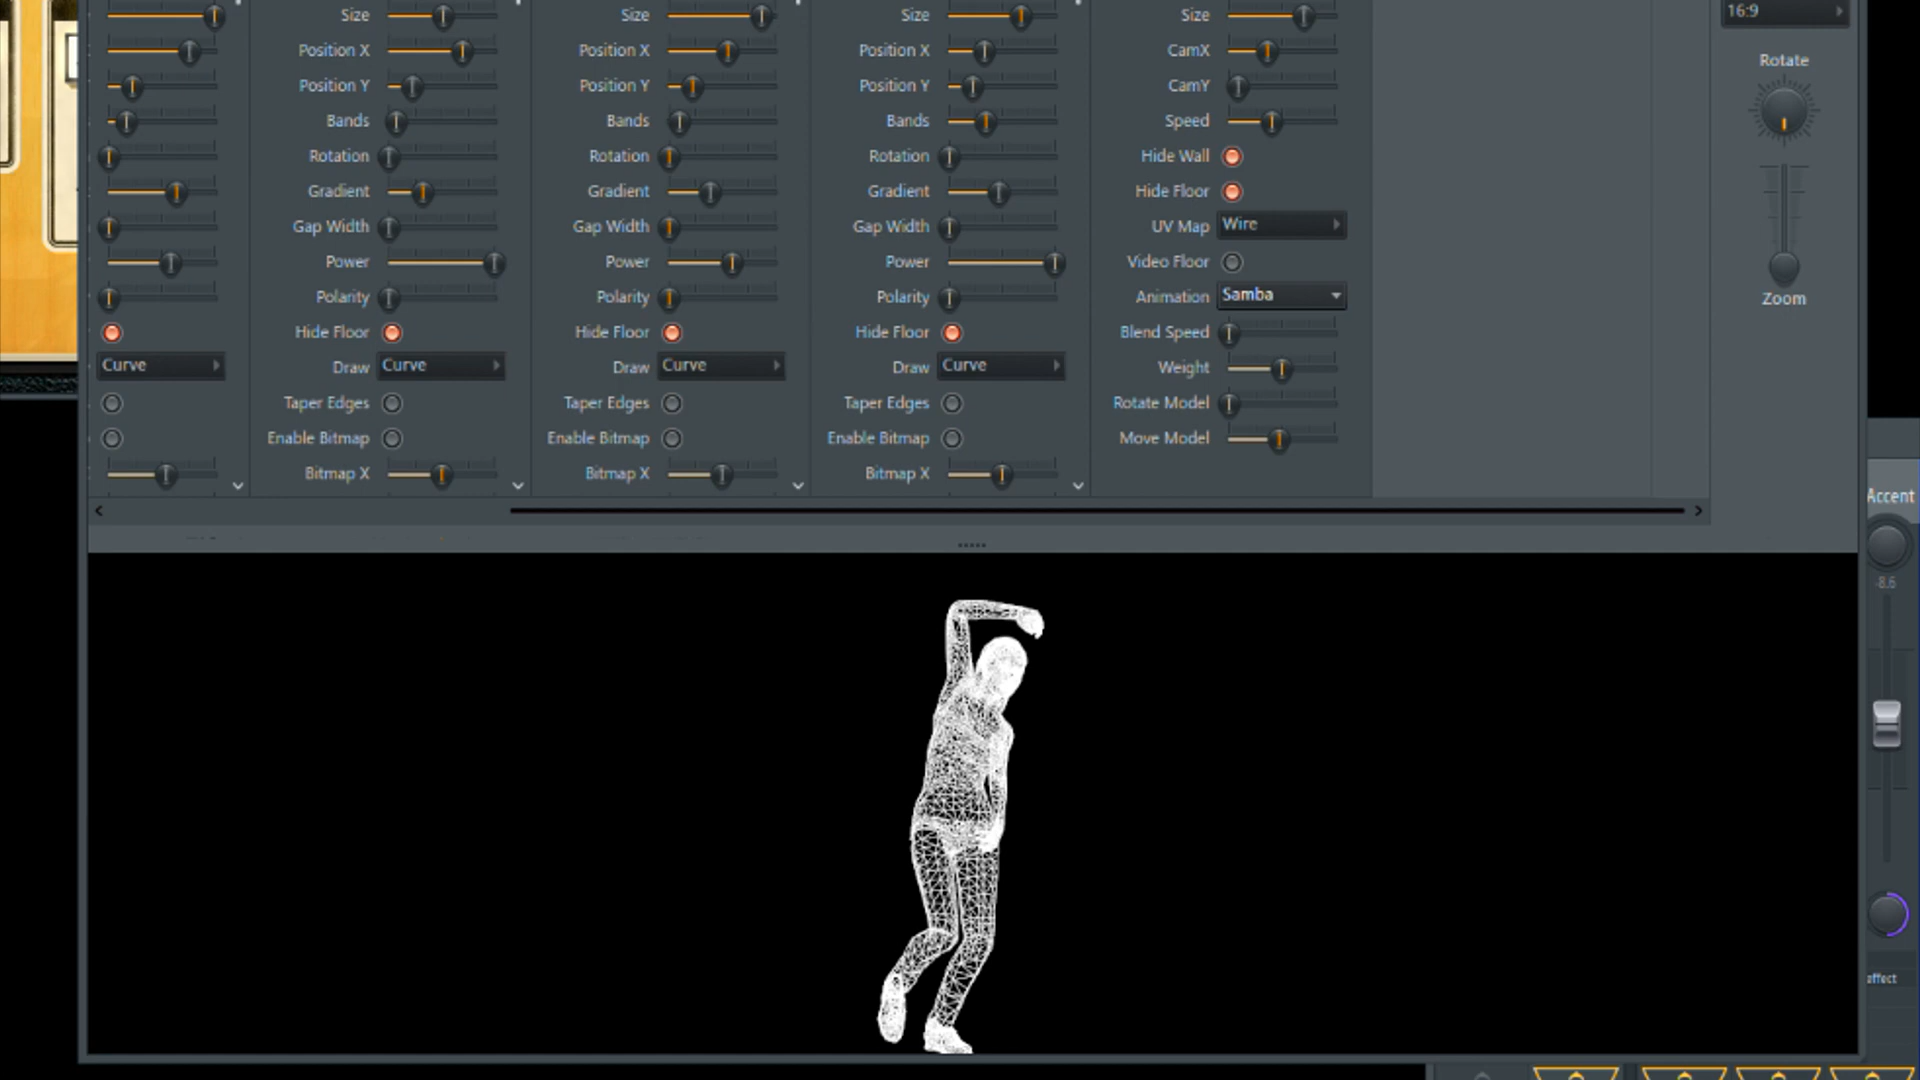 Size Size Size Size 16:9
Position X Position X Position X CamX Rotate
Position Y Position Y Position Y CamY
Bands Bands Bands Speed
Rotation Rotation Rotation Hide Wall
Gradient Gradient Gradient Hide Floor
Gap Width Gap Width Gap Width UV Map Wire
Power Power Power Video Floor
Polarity Polarity Polarity Animation Samba Zoom
Hide Floor Hide Floor Hide Floor Blend Speed
Curve Draw Curve Draw Curve Draw Curve Weight
Taper Edges Taper Edges Taper Edges Rotate Model
Enable Bitmap Enable Bitmap Enable Bitmap Move Model
Bitmap X Bitmap X Bitmap X
Accent
-8.6
effect